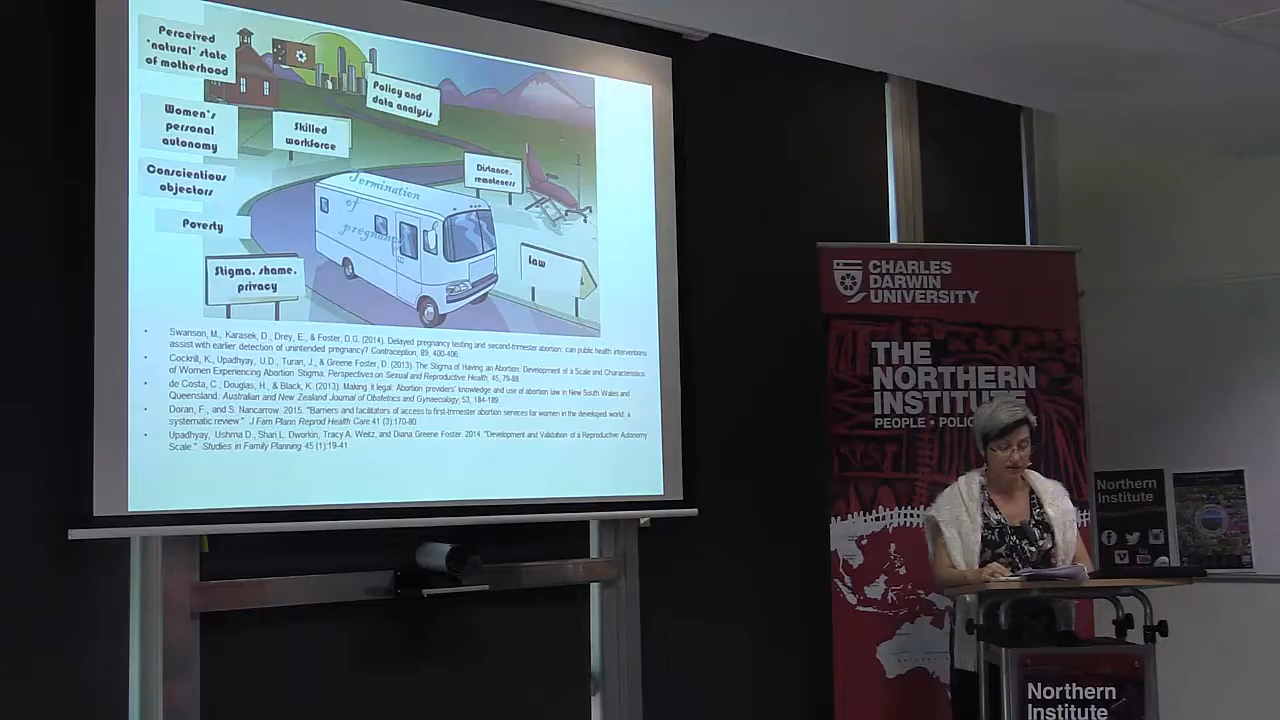 Perceived
"natural" state
of motherhood
Policy and
data analysis
Women's
personal
autonomy
Skilled
workforce
Distance,
remoteness
Conscientious
objectors
Termination
of
pregnancy
Poverty
Law
Stigma, shame,
privacy
Swanson, M., Karasek, D., Drey, E., & Foster, D.G. (2014). Delayed pregnancy testing and second-trimester abortion: can public health interventions
assist with earlier detection of unintended pregnancy? Contraception, 89, 400-406.
Cockrill, K., Upadhyay, U.D., Turan, J., & Greene Foster, D. (2013). The Stigma of Having an Abortion: Development of a Scale and Characteristics
of Women Experiencing Abortion Stigma. Perspectives on Sexual and Reproductive Health, 45, 79-88
de Costa, C., Douglas, H., & Black, K. (2013). Making it legal: Abortion providers' knowledge and use of abortion law in New South Wales and
Queensland. Australian and New Zealand Journal of Obstetrics and Gynaecology, 53, 184-189
Doran, F., and S. Nancarrow. 2015. "Barriers and facilitators of access to first-trimester abortion services for women in the developed world: a
systematic review." J Fam Plann Reprod Health Care 41 (3):170-80
Upadhyay, Ushma D., Shari L. Dworkin, Tracy A. Weitz, and Diana Greene Foster. 2014. "Development and Validation of a Reproductive Autonomy
Scale." Studies in Family Planning 45 (1):19-41.
CHARLES
DARWIN
UNIVERSITY
THE
NORTHERN
INSTITUTE
PEOPLE • POLIC
Northern
Institute
You
Northern
Institute